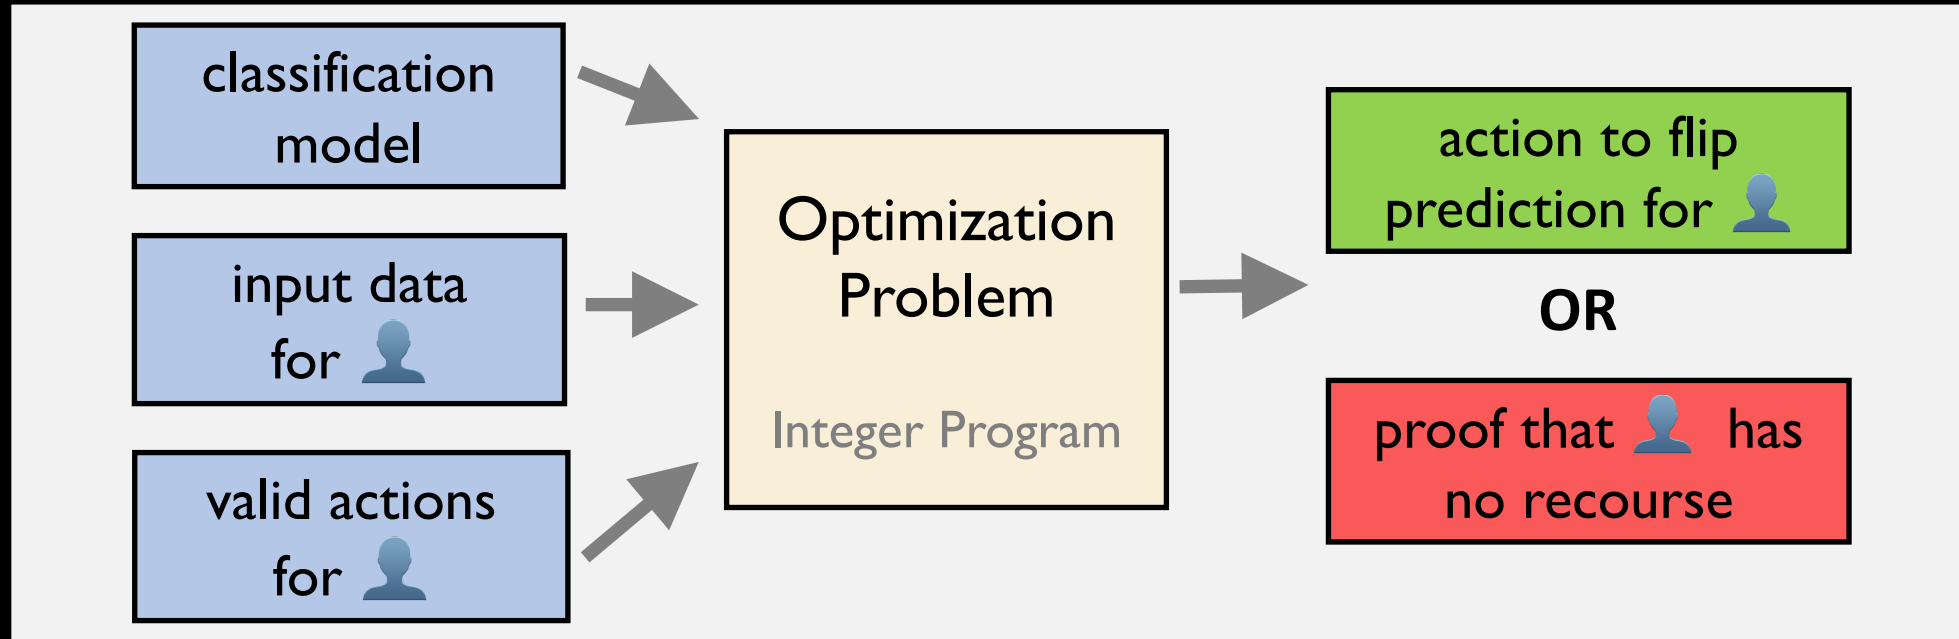 classification
model
input data
for
valid actions
for
Optimization
Problem
Integer Program
action to flip
prediction for
OR
proof that has
no recourse